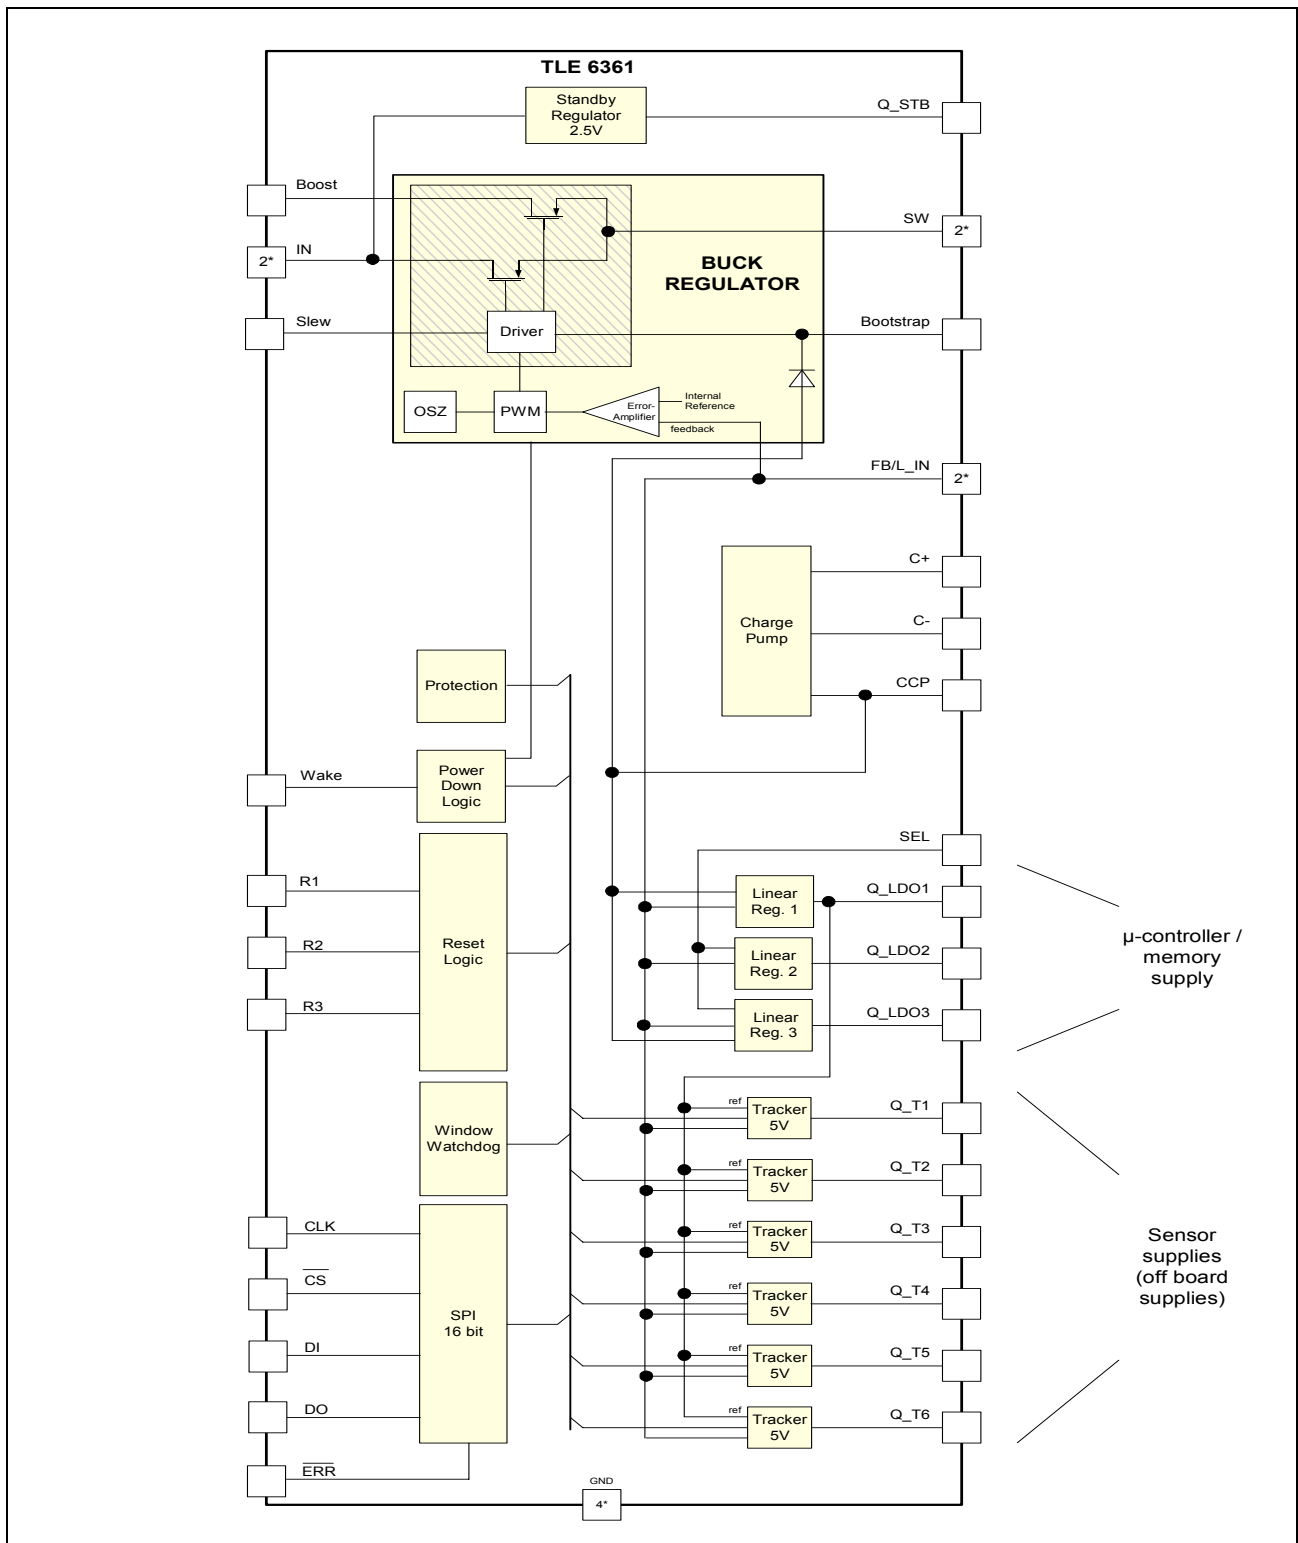 TLE 6361
Standby
Regulator
2.5V
Q_STB
Boost
SW
2*
IN
2*
BUCK
REGULATOR
Slew
Driver
Bootstrap
OSZ
PWM
Error-
Amplifier
Internal
Reference
feedback
FB/L_IN
2*
C+
Charge
Pump
C-
CCP
Protection
Wake
Power
Down
Logic
SEL
R1
Linear
Reg. 1
Q_LDO1
R2
Reset
Logic
Linear
Reg. 2
Q_LDO2
µ-controller /
memory
supply
R3
Linear
Reg. 3
Q_LDO3
Window
Watchdog
ref
Tracker
5V
Q_T1
ref
Tracker
5V
Q_T2
CLK
ref
Tracker
5V
Q_T3
Sensor
supplies
(off board
supplies)
CS
SPI
16 bit
ref
Tracker
5V
Q_T4
DI
ref
Tracker
5V
Q_T5
DO
ref
Tracker
5V
Q_T6
ERR
GND
4*